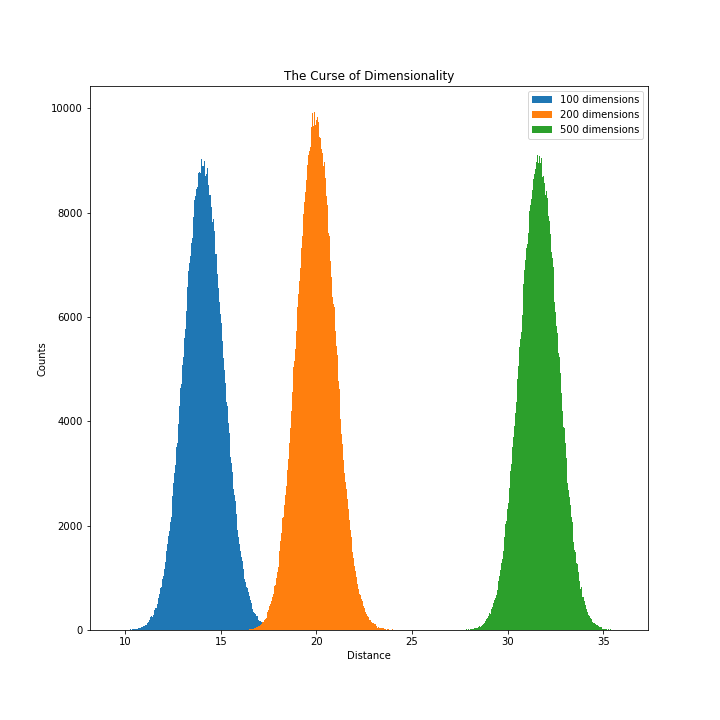 The Curse of Dimensionality
100 dimensions
200 dimensions
500 dimensions
10000
8000
6000
4000
2000
0
Counts
10 15 20 25 30 35
Distance